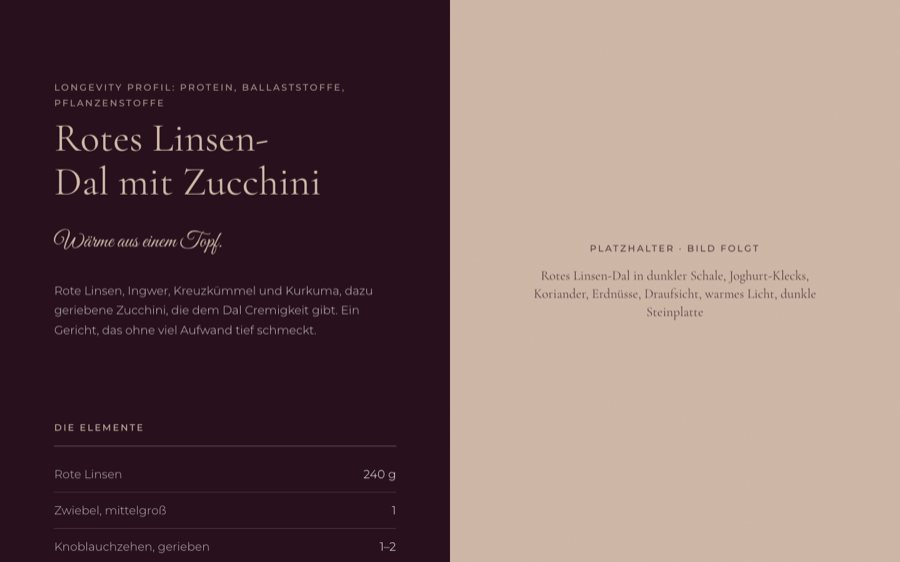 LONGEVITY PROFIL: PROTEIN, BALLASTSTOFFE,
PFLANZENSTOFFE
Rotes Linsen-
Dal mit Zucchini
Wärme aus einem Topf.
Rote Linsen, Ingwer, Kreuzkümmel und Kurkuma, dazu
geriebene Zucchini, die dem Dal Cremigkeit gibt. Ein
Gericht, das ohne viel Aufwand tief schmeckt.
DIE ELEMENTE
Rote Linsen 240 g
Zwiebel, mittelgroß 1
Knoblauchzehen, gerieben 1–2
PLATZHALTER · BILD FOLGT
Rotes Linsen-Dal in dunkler Schale, Joghurt-Klecks,
Koriander, Erdnüsse, Draufsicht, warmes Licht, dunkle
Steinplatte